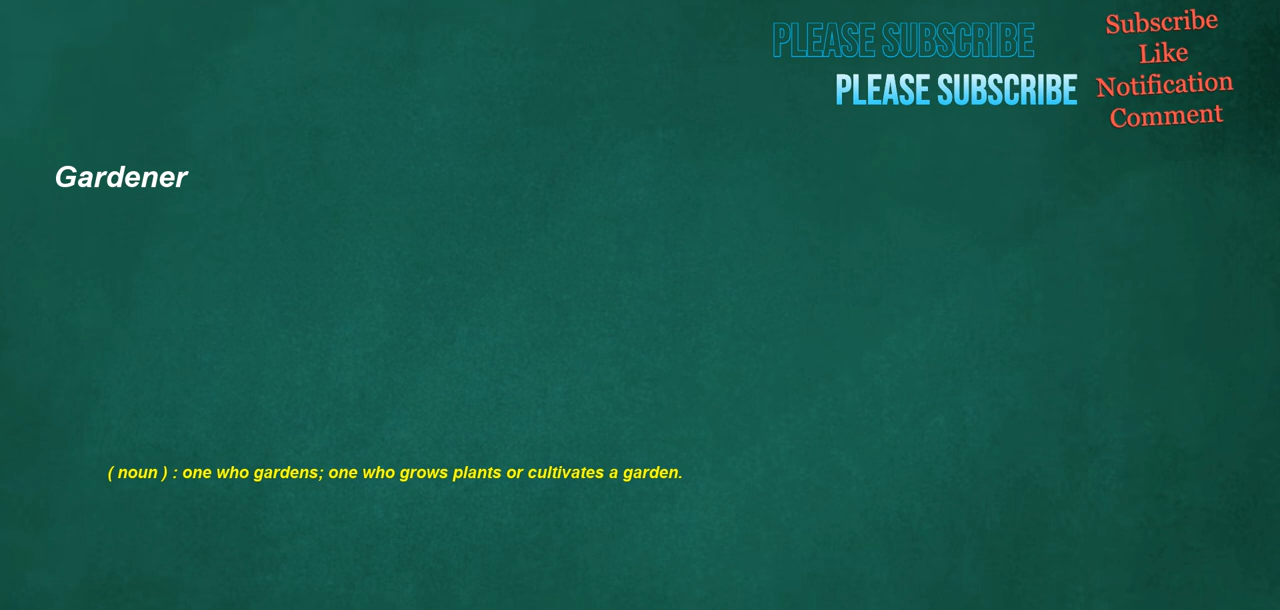 PLEASE SUBSCRIBE
PLEASE SUBSCRIBE
Subscribe
Like
Notification
Comment
Gardener
( noun ) : one who gardens; one who grows plants or cultivates a garden.